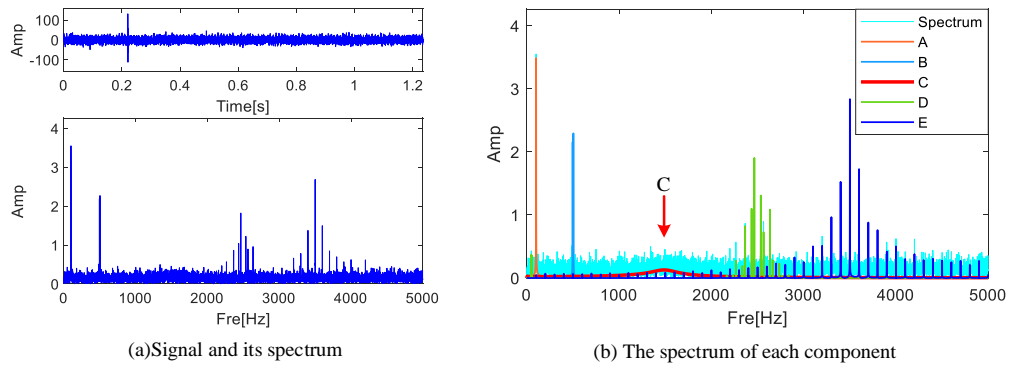 Amp
100
0
-100
0
0.2
0.4
0.6
0.8
1
1.2
Time[s]
Amp
4
3
2
1
0
0
1000
2000
3000
4000
5000
Fre[Hz]
(a)Signal and its spectrum
Amp
4
3
2
1
0
0
1000
2000
3000
4000
5000
Fre[Hz]
C
Spectrum
A
B
C
D
E
(b) The spectrum of each component